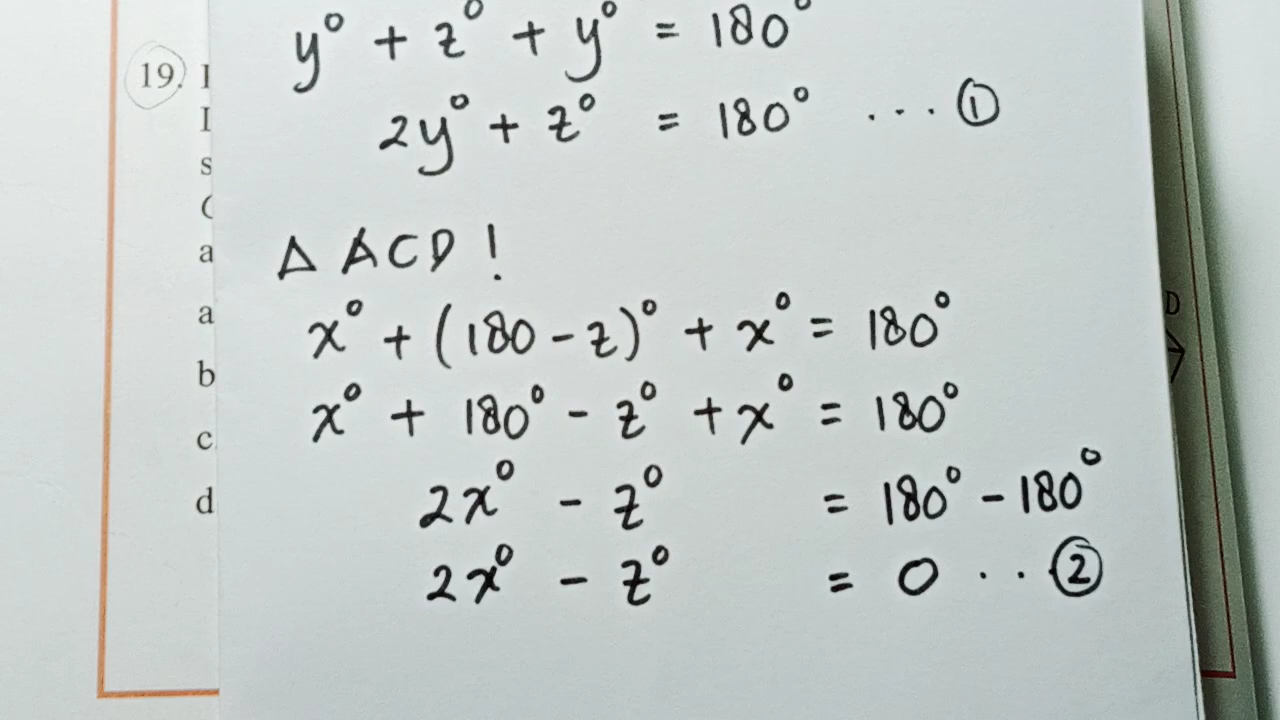 y° + z° + y° = 180°
19. I
2y° + z° = 180° ... ①
I
s
Δ ACD !
a
x° + (180 - z)° + x° = 180°
a
D
b
x° + 180° - z° + x° = 180°
c
2x° - z° = 180° - 180°
d
2x° - z° = 0 .. ②